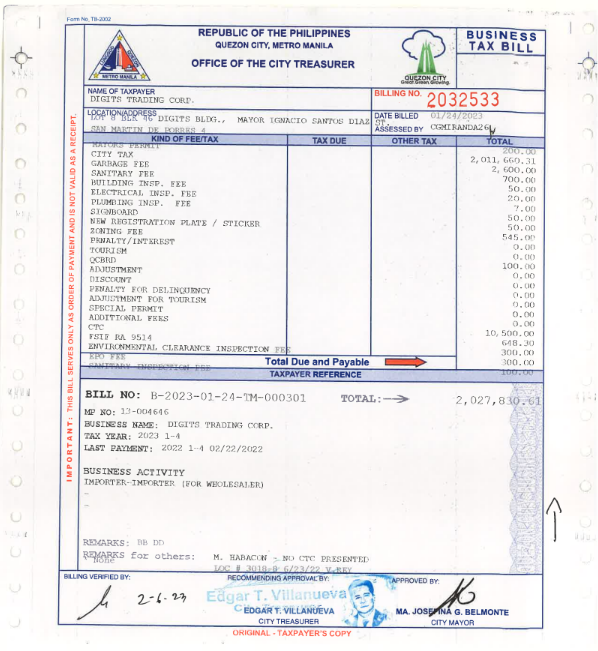 Form No. TB-2002
REPUBLIC OF THE PHILIPPINES
QUEZON CITY, METRO MANILA
OFFICE OF THE CITY TREASURER
METRO MANILA
QUEZON CITY
Great! Green! Growing.
BUSINESS
TAX BILL
NAME OF TAXPAYER
DIGITS TRADING CORP.
BILLING NO. 2032533
LOCATION/ADDRESS
LOT 8 BLK 46 DIGITS BLDG., MAYOR IGNACIO SANTOS DIAZ ST.
SAN MARTIN DE PORRES 4
DATE BILLED 01/24/2023
ASSESSED BY CGMIRANDA26
KIND OF FEE/TAX TAX DUE OTHER TAX TOTAL
MAYORS PERMIT 200.00
CITY TAX 2,011,660.31
GARBAGE FEE 2,600.00
SANITARY FEE 700.00
BUILDING INSP. FEE 50.00
ELECTRICAL INSP. FEE 20.00
PLUMBING INSP. FEE 7.00
SIGNBOARD 50.00
NEW REGISTRATION PLATE / STICKER 50.00
ZONING FEE 545.00
PENALTY/INTEREST 0.00
TOURISM 0.00
QCBRD 100.00
ADJUSTMENT 0.00
DISCOUNT 0.00
PENALTY FOR DELINQUENCY 0.00
ADJUSTMENT FOR TOURISM 0.00
SPECIAL PERMIT 0.00
ADDITIONAL FEES 0.00
CTC 10,500.00
FSIF RA 9514 648.30
ENVIRONMENTAL CLEARANCE INSPECTION FEE 300.00
EPO FEE 300.00
Total Due and Payable
SANITARY INSPECTION FEE 100.00
TAXPAYER REFERENCE
BILL NO: B-2023-01-24-TM-000301 TOTAL:--> 2,027,830.61
MP NO: 13-004646
BUSINESS NAME: DIGITS TRADING CORP.
TAX YEAR: 2023 1-4
LAST PAYMENT: 2022 1-4 02/22/2022
BUSINESS ACTIVITY
IMPORTER-IMPORTER (FOR WHOLESALER)
-
-
REMARKS: BB DD
REMARKS for others: M. HABACON - NO CTC PRESENTED
None
LOC # 3018-8 6/23/22 V.KEY
BILLING VERIFIED BY: RECOMMENDING APPROVAL BY: APPROVED BY:
2-6-23
Edgar T. Villanueva
EDGAR T. VILLANUEVA
CITY TREASURER
MA. JOSEFINA G. BELMONTE
CITY MAYOR
ORIGINAL - TAXPAYER'S COPY
IMPORTANT: THIS BILL SERVES ONLY AS ORDER OF PAYMENT AND IS NOT VALID AS A RECEIPT.